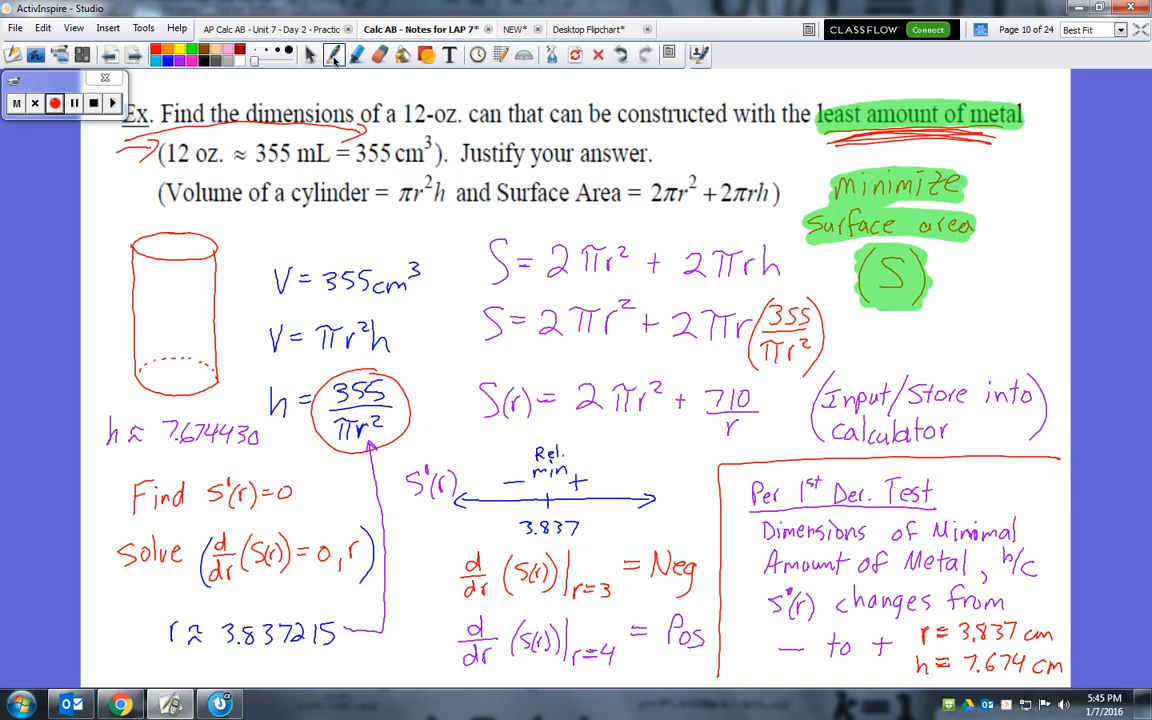 ActivInspire - Studio
File Edit View Insert Tools Help
AP Calc AB - Unit 7 - Day 2 - Practic
Calc AB - Notes for LAP 7*
NEW*
Desktop Flipchart*
CLASSFLOW Connect
Page 10 of 24
Best Fit
Ex. Find the dimensions of a 12-oz. can that can be constructed with the least amount of metal
(12 oz. ≈ 355 mL = 355 cm³). Justify your answer.
(Volume of a cylinder = πr²h and Surface Area = 2πr² + 2πrh)
minimize
surface area
(S)
V = 355cm³
V = πr²h
h = 355/πr²
h ≈ 7.674430
Find S'(r)=0
Solve (d/dr (S(r)) = 0, r)
r ≈ 3.837215
S = 2πr² + 2πrh
S = 2πr² + 2πr (355/πr²)
S(r) = 2πr² + 710/r
(Input/Store into
calculator)
Rel.
min
S'(r)
− +
3.837
d/dr (S(r))|r=3 = Neg
d/dr (S(r))|r=4 = Pos
Per 1st Der. Test
Dimensions of Minimal
Amount of Metal, b/c
S'(r) changes from
− to +
r = 3.837 cm
h = 7.674 cm
5:45 PM
1/7/2016